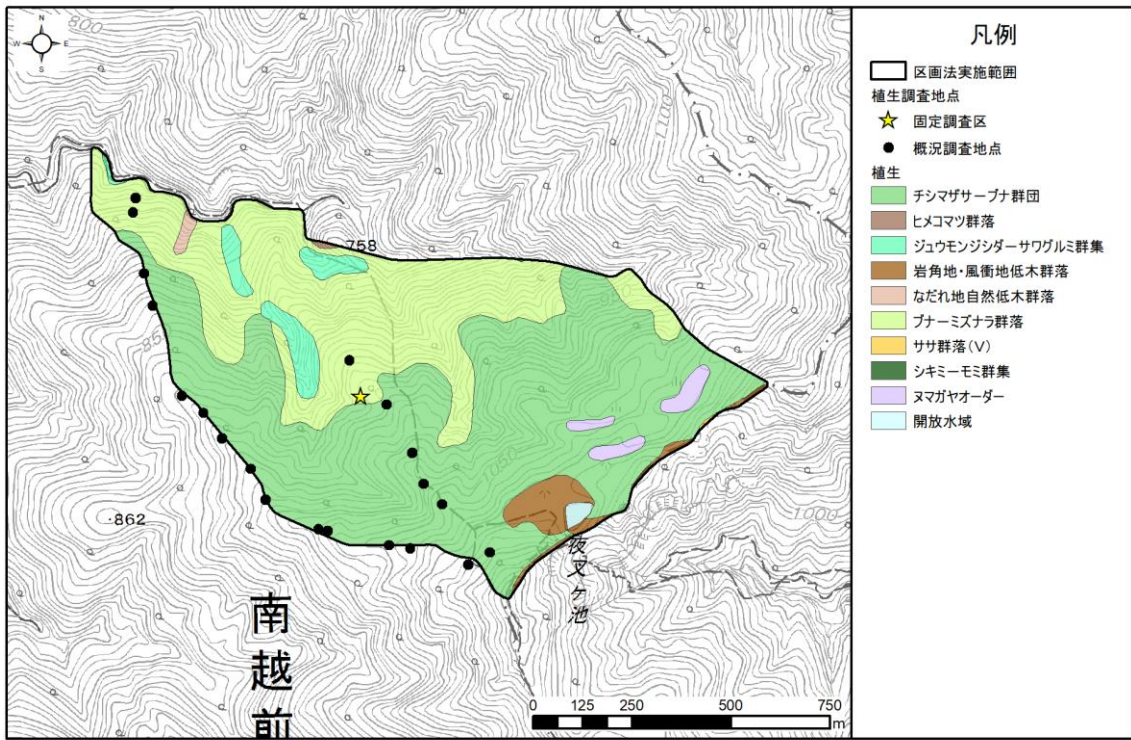 N
W E
S
800
1100
758
950
850
1050
862
1000
夜叉ヶ池
南越前
0 125 250 500 750
m
凡例
区画法実施範囲
植生調査地点
固定調査区
概況調査地点
植生
チシマザサーブナ群団
ヒメコマツ群落
ジュウモンジシダーサワグルミ群集
岩角地・風衝地低木群落
なだれ地自然低木群落
ブナーミズナラ群落
ササ群落(Ⅴ)
シキミーモミ群集
ヌマガヤオーダー
開放水域